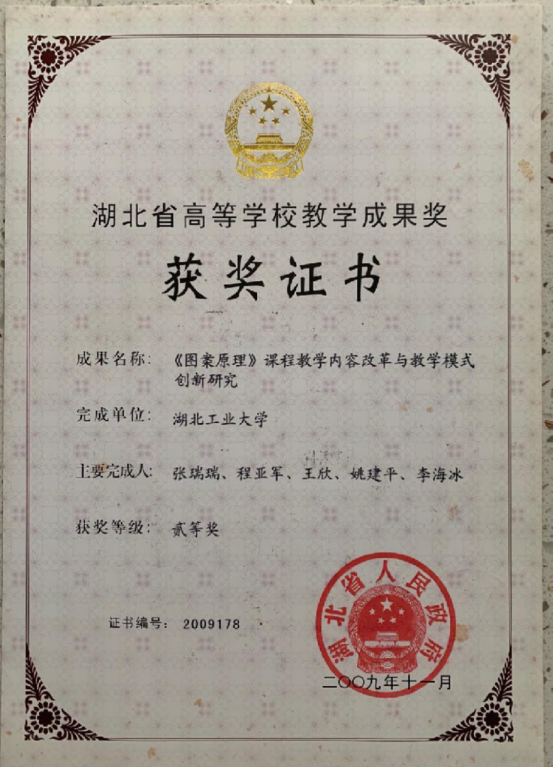 湖北省高等学校教学成果奖
获奖证书
成果名称：《图案原理》课程教学内容改革与教学模式
创新研究
完成单位：湖北工业大学
主要完成人：张瑞瑞、程亚军、王欣、姚建平、李海冰
获奖等级：贰等奖
证书编号：2009178
湖北省人民政府
二〇〇九年十一月